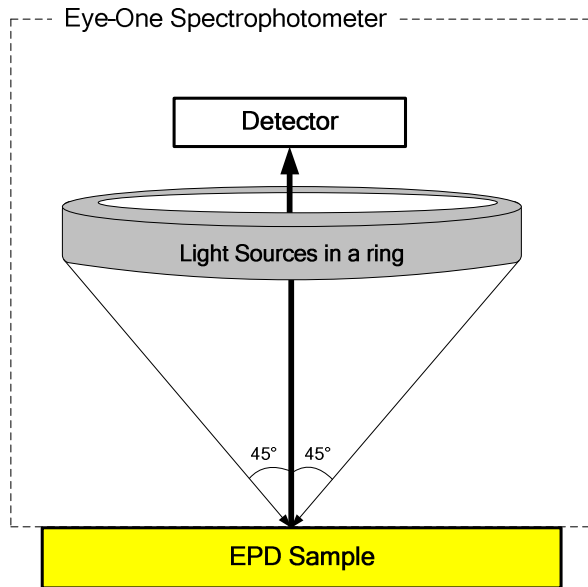 Eye-One Spectrophotometer
Detector
Light Sources in a ring
45° 45°
EPD Sample